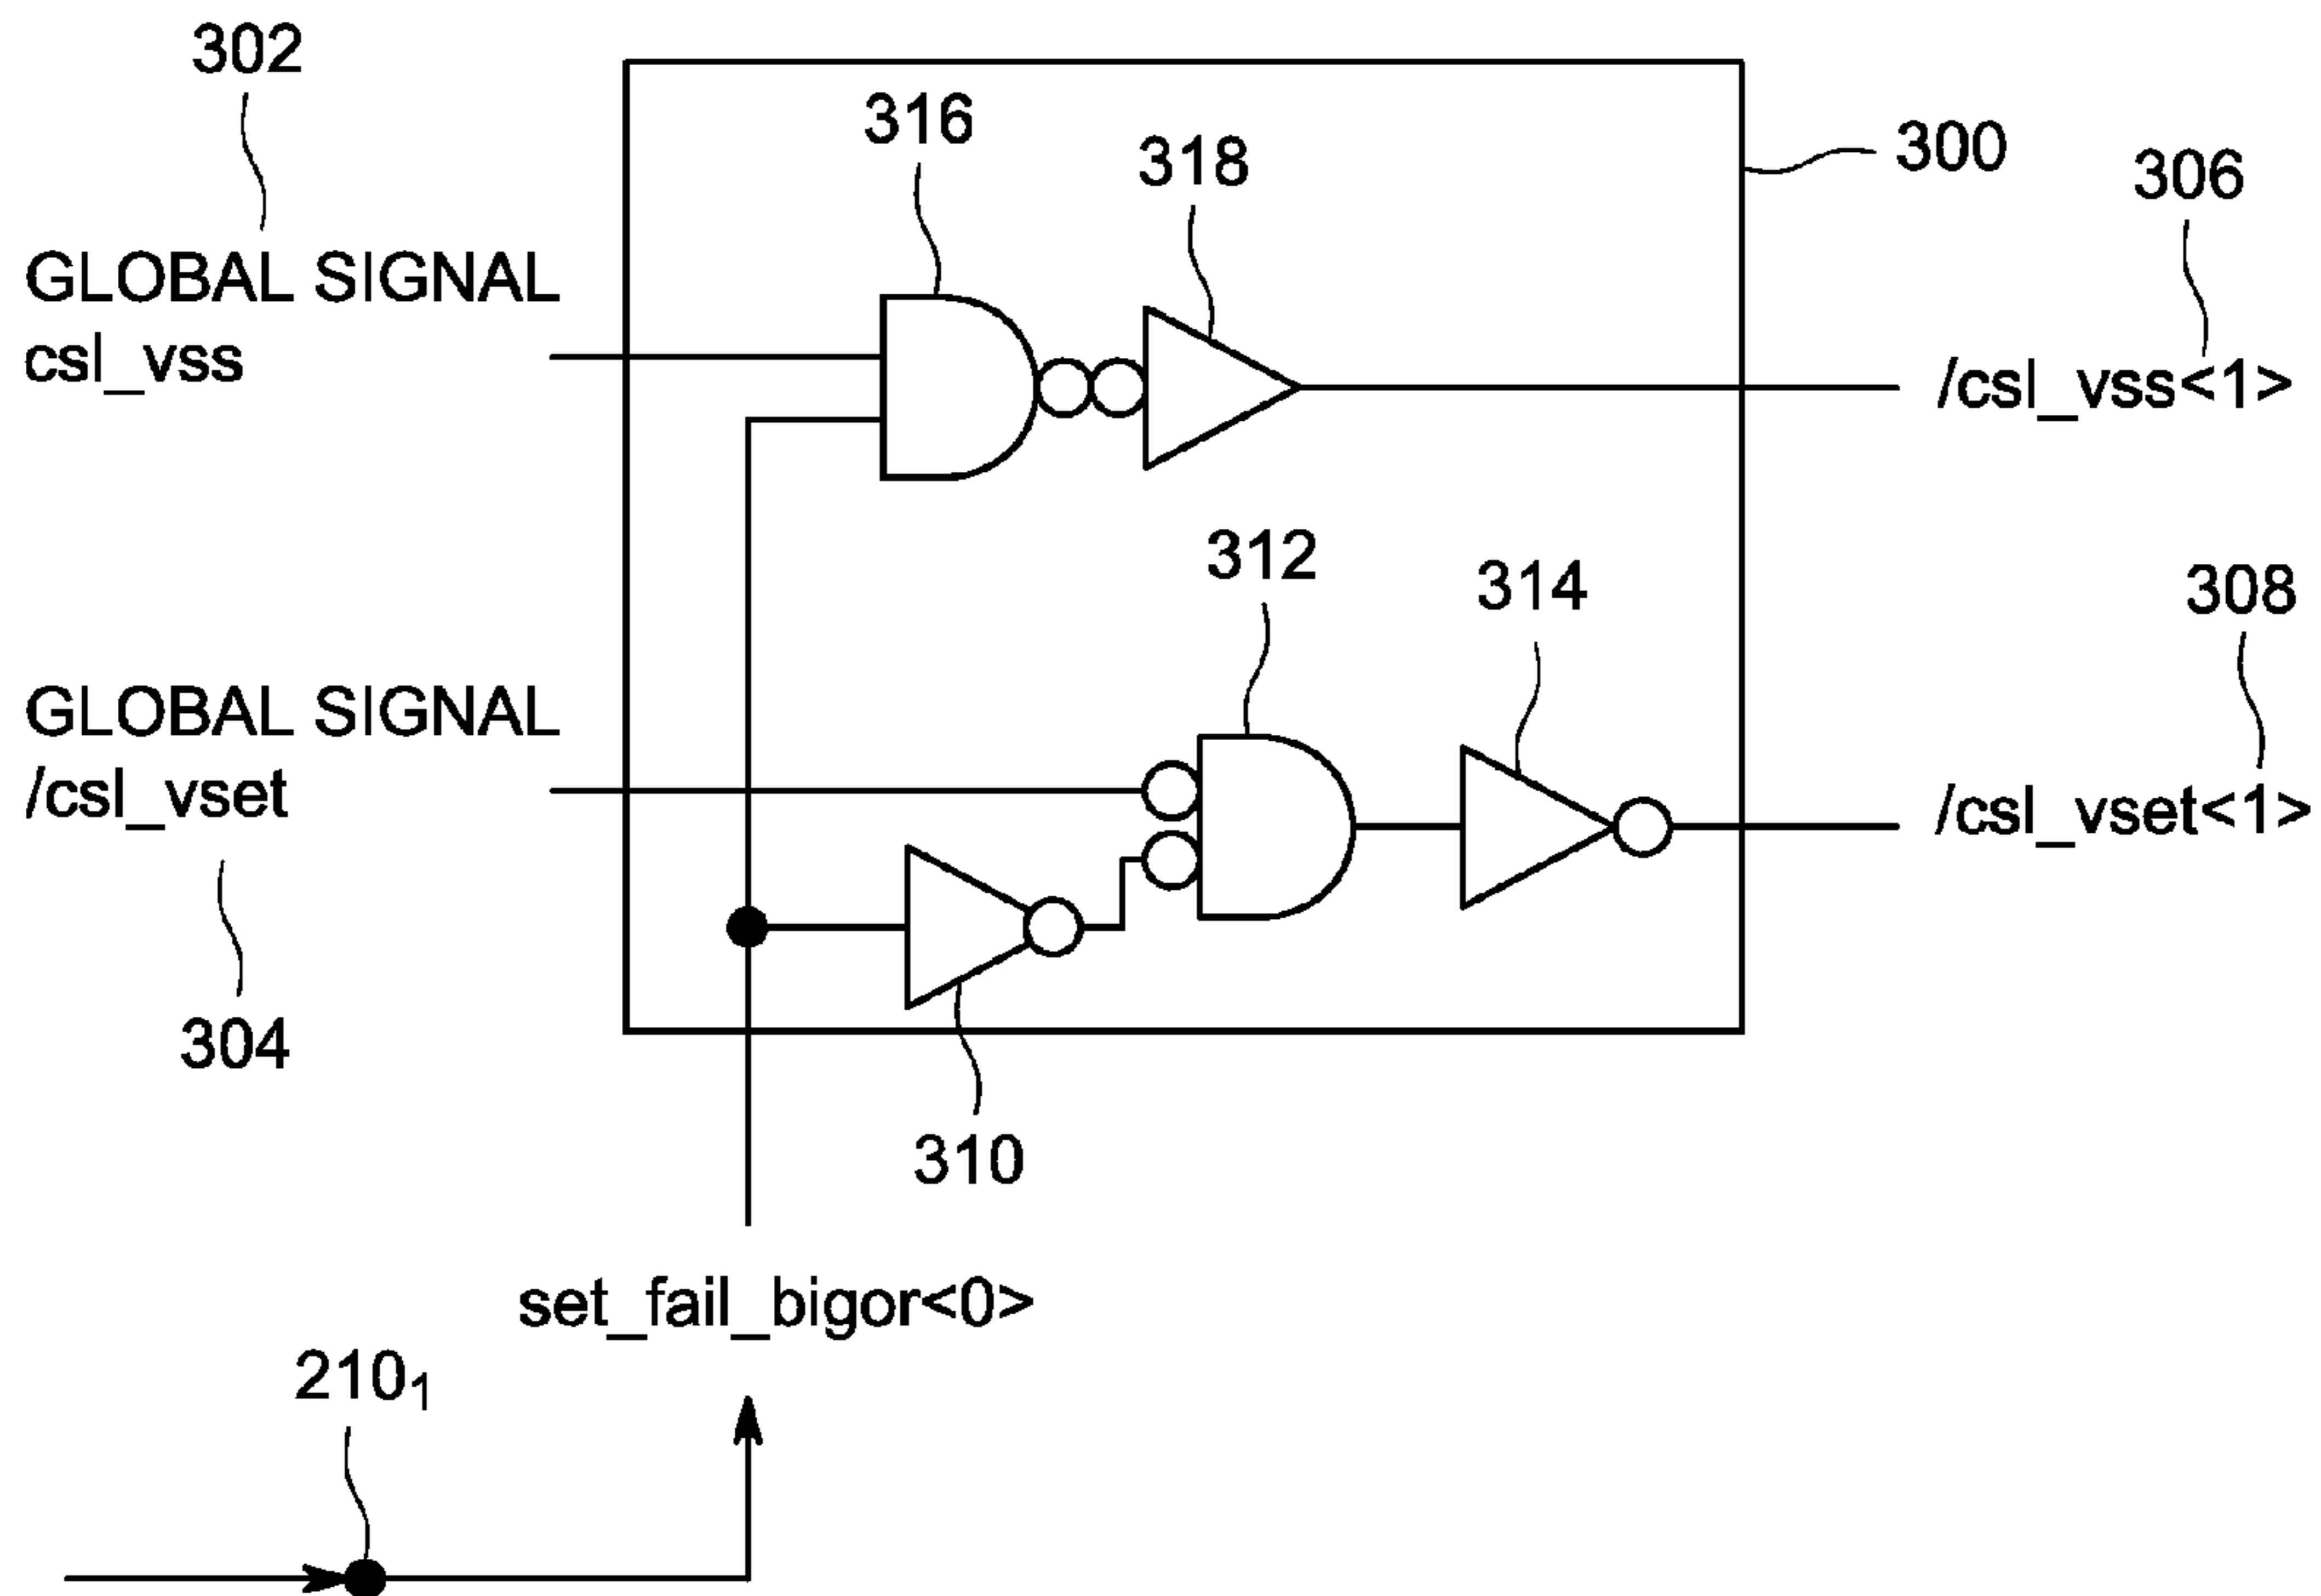 302
316
318
300
306
GLOBAL SIGNAL
csl_vss
/csl_vss<1>
312
314
308
GLOBAL SIGNAL
/csl_vset
/csl_vset<1>
304
310
set_fail_bigor<0>
210₁